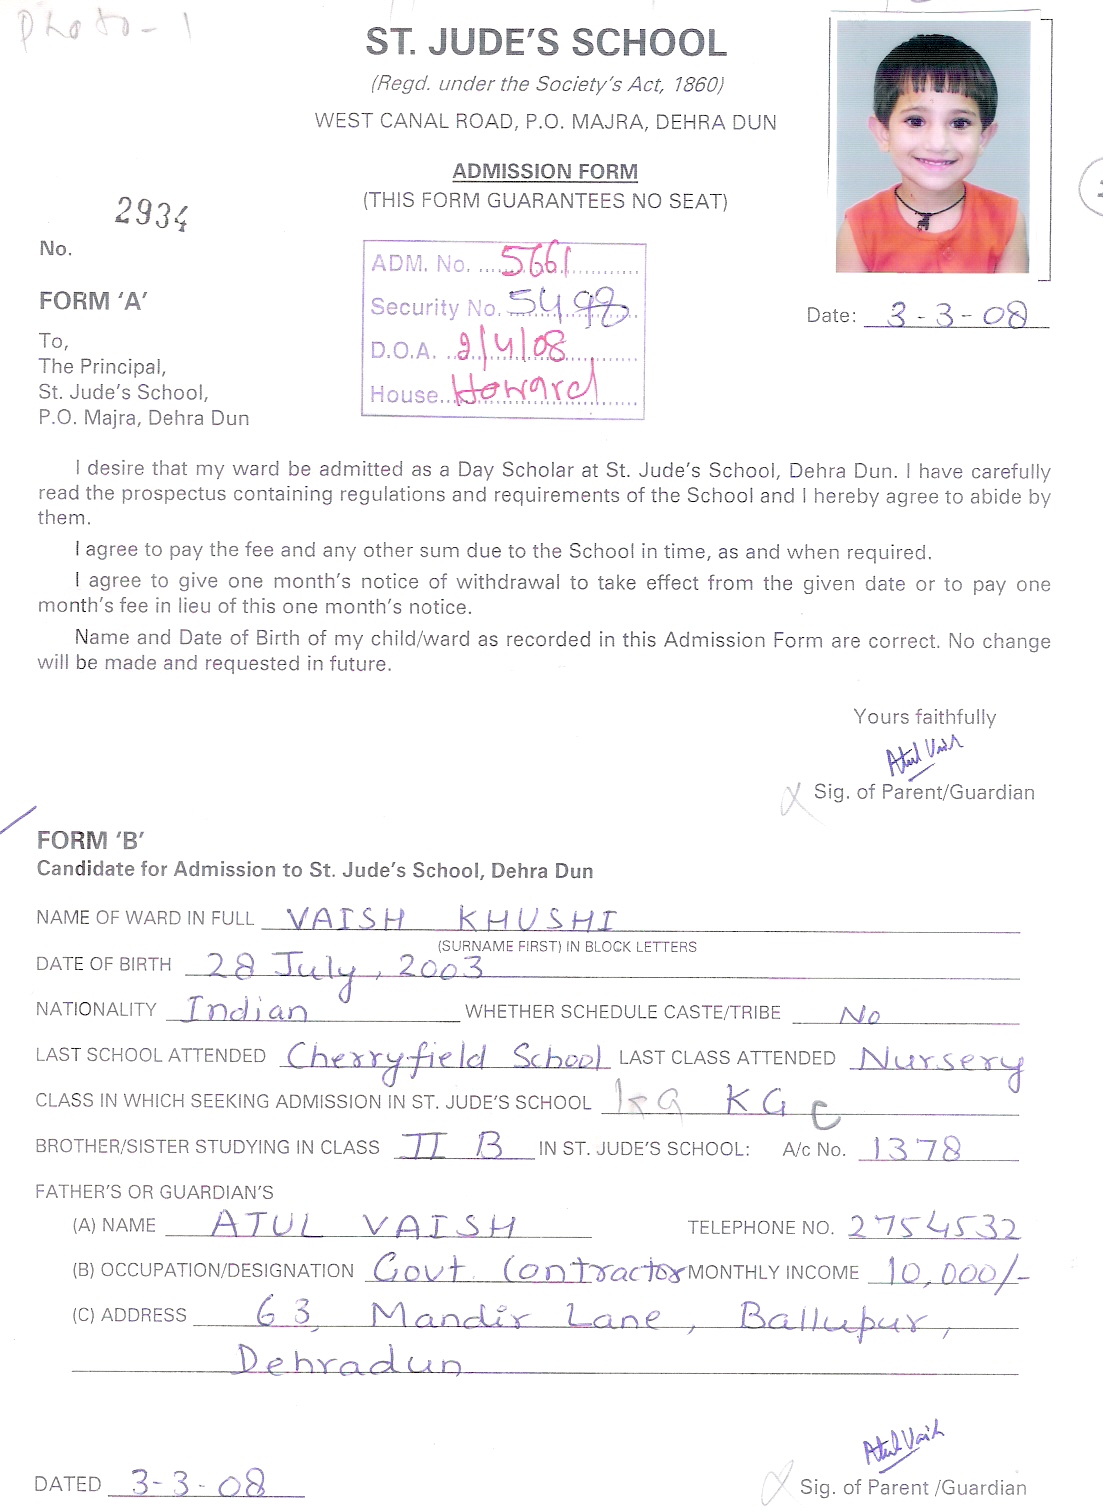 Photo - 1
ST. JUDE'S SCHOOL
(Regd. under the Society's Act, 1860)
WEST CANAL ROAD, P.O. MAJRA, DEHRA DUN
ADMISSION FORM
(THIS FORM GUARANTEES NO SEAT)
2934
No.
ADM. No. 5661
Security No. 5498
D.O.A. 2/4/08
House Howard
Date: 3-3-08
FORM 'A'
To,
The Principal,
St. Jude's School,
P.O. Majra, Dehra Dun
I desire that my ward be admitted as a Day Scholar at St. Jude's School, Dehra Dun. I have carefully
read the prospectus containing regulations and requirements of the School and I hereby agree to abide by
them.
I agree to pay the fee and any other sum due to the School in time, as and when required.
I agree to give one month's notice of withdrawal to take effect from the given date or to pay one
month's fee in lieu of this one month's notice.
Name and Date of Birth of my child/ward as recorded in this Admission Form are correct. No change
will be made and requested in future.
Yours faithfully
Atul Vaish
Sig. of Parent/Guardian
FORM 'B'
Candidate for Admission to St. Jude's School, Dehra Dun
NAME OF WARD IN FULL VAISH KHUSHI
(SURNAME FIRST) IN BLOCK LETTERS
DATE OF BIRTH 28 July, 2003
NATIONALITY Indian WHETHER SCHEDULE CASTE/TRIBE No
LAST SCHOOL ATTENDED Cherryfield School LAST CLASS ATTENDED Nursery
CLASS IN WHICH SEEKING ADMISSION IN ST. JUDE'S SCHOOL KG KG C
BROTHER/SISTER STUDYING IN CLASS II B IN ST. JUDE'S SCHOOL: A/c No. 1378
FATHER'S OR GUARDIAN'S
(A) NAME ATUL VAISH TELEPHONE NO. 2754532
(B) OCCUPATION/DESIGNATION Govt. Contractor MONTHLY INCOME 10,000/-
(C) ADDRESS 63, Mandir Lane, Ballupur,
Dehradun
Atul Vaish
DATED 3-3-08 Sig. of Parent /Guardian